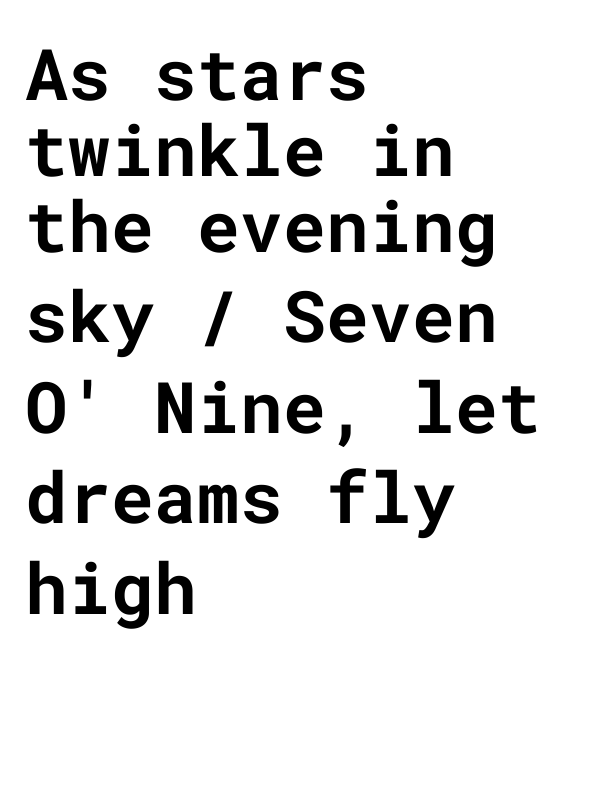 As stars
twinkle in
the evening
sky / Seven
O' Nine, let
dreams fly
high